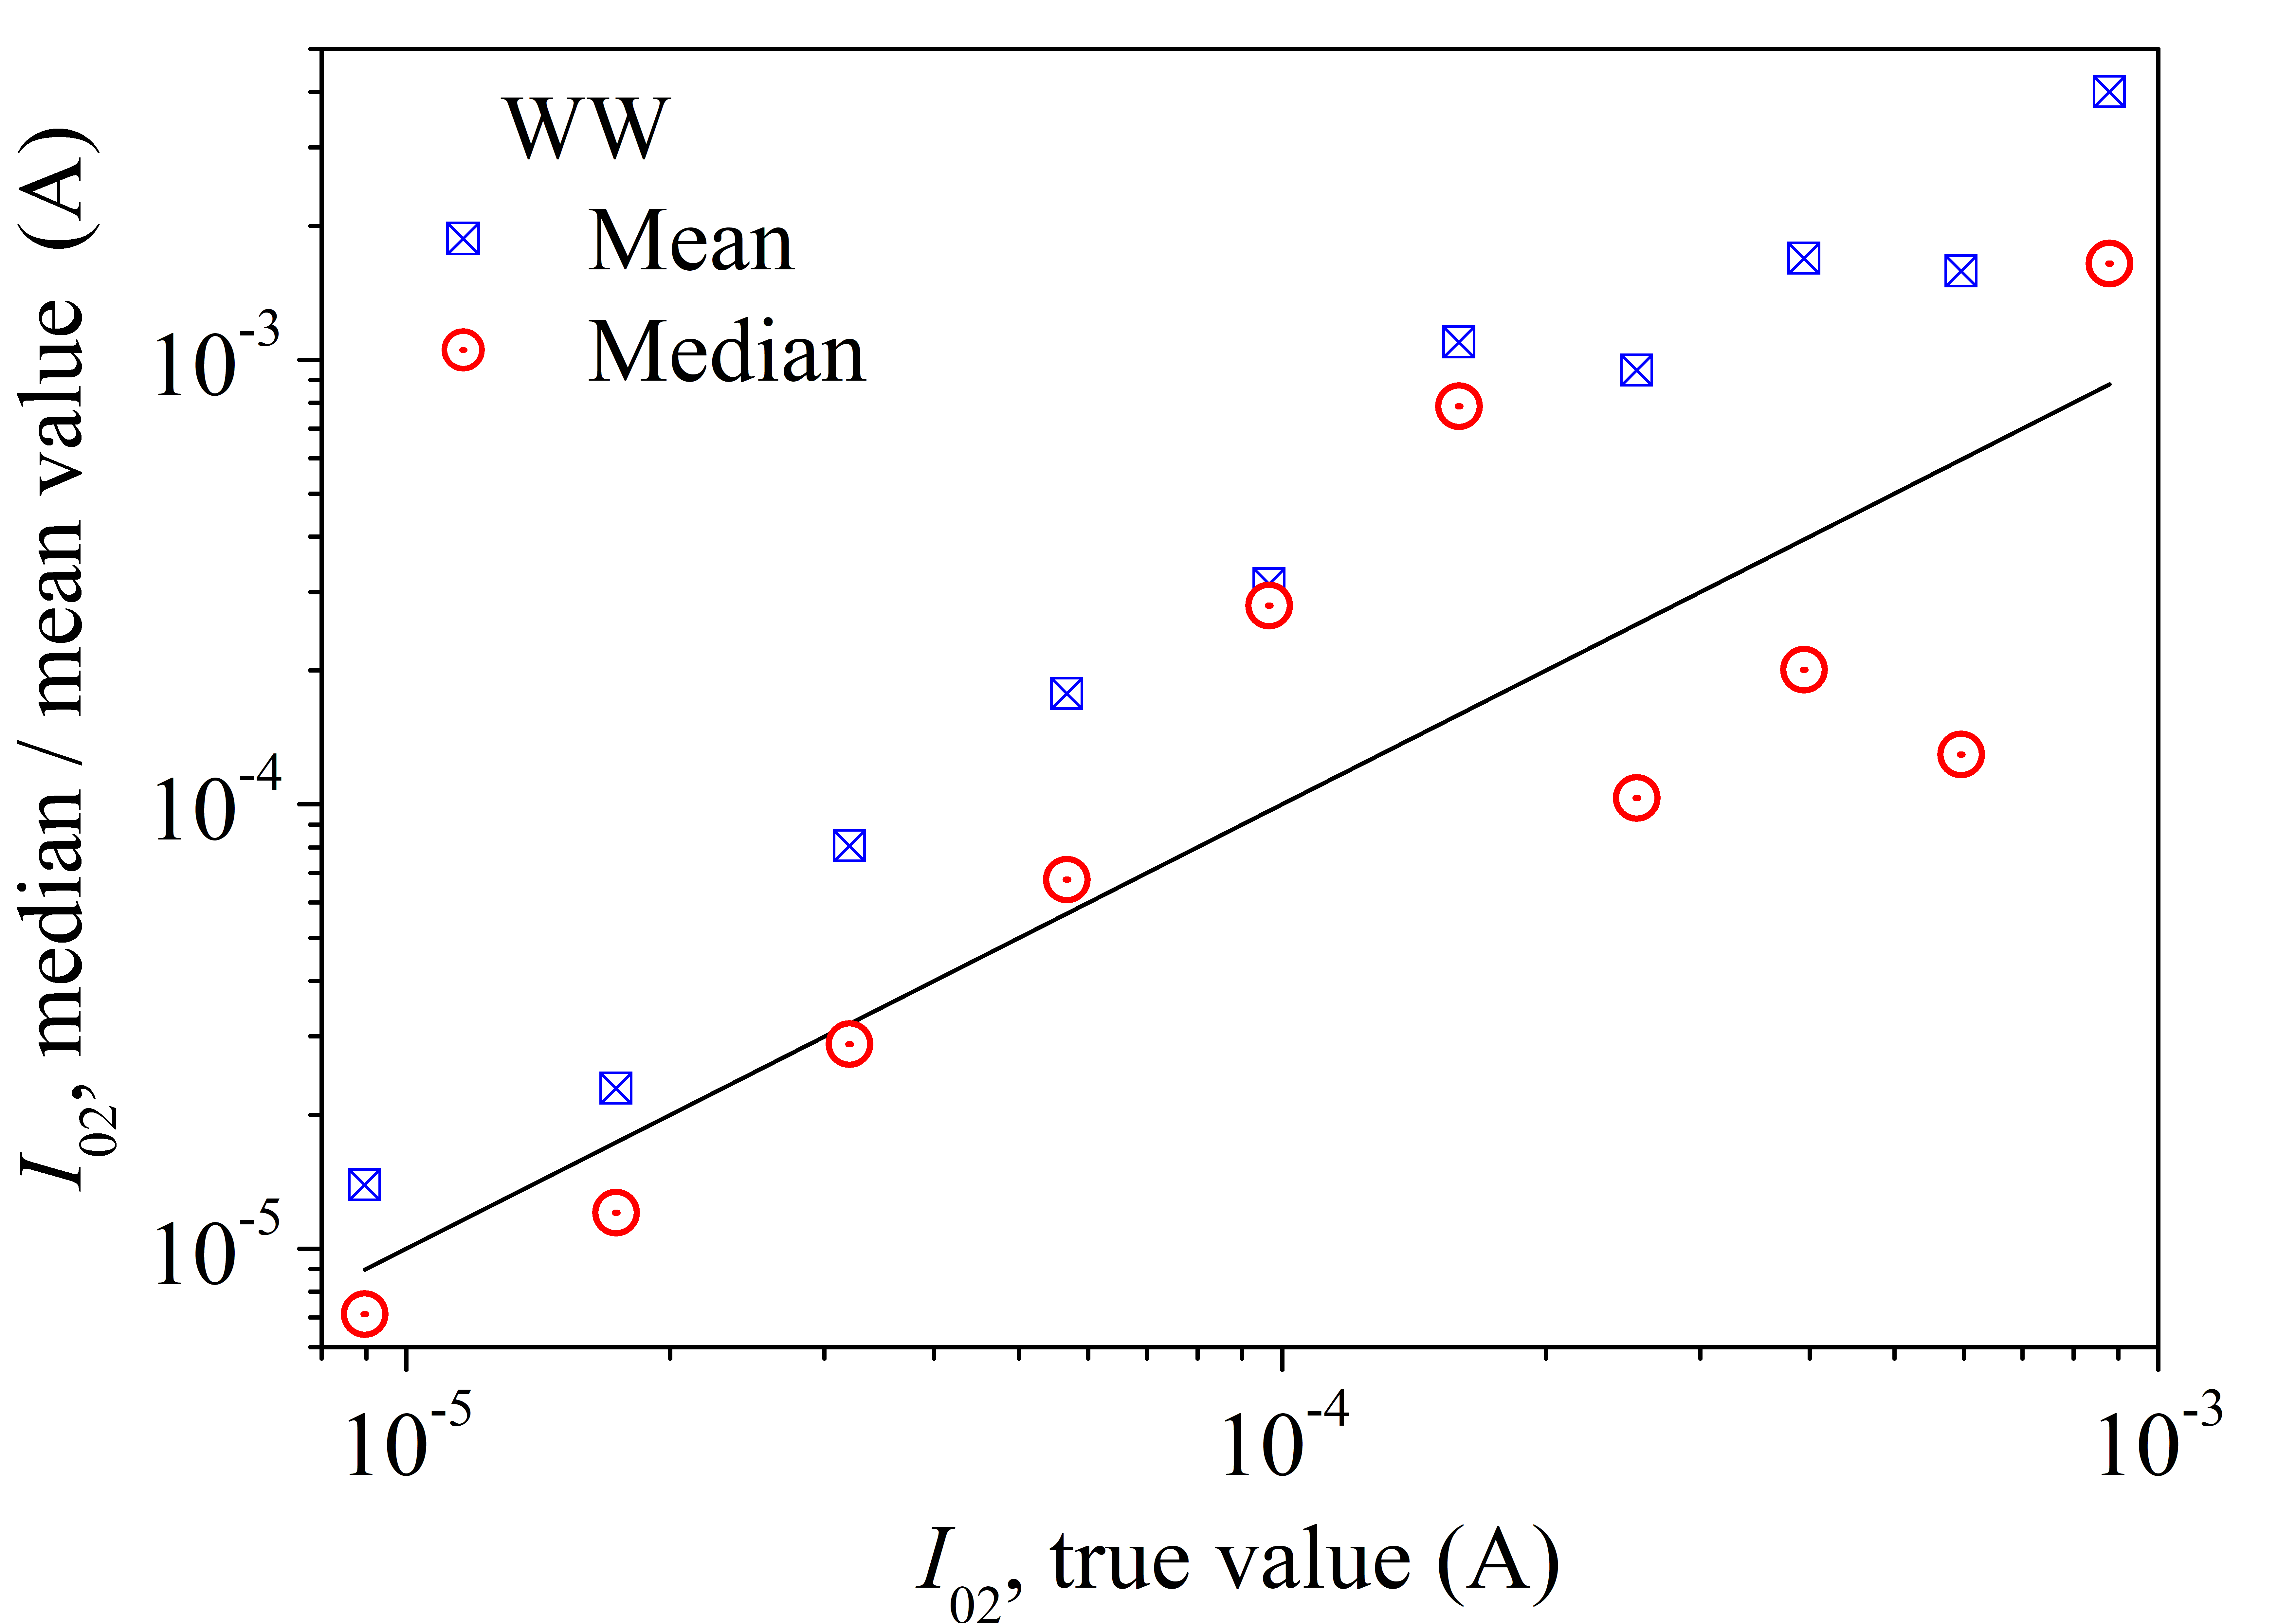 WW
Mean
Median
I02, median / mean value (A)
10-3
10-4
10-5
10-5
10-4
10-3
I02, true value (A)